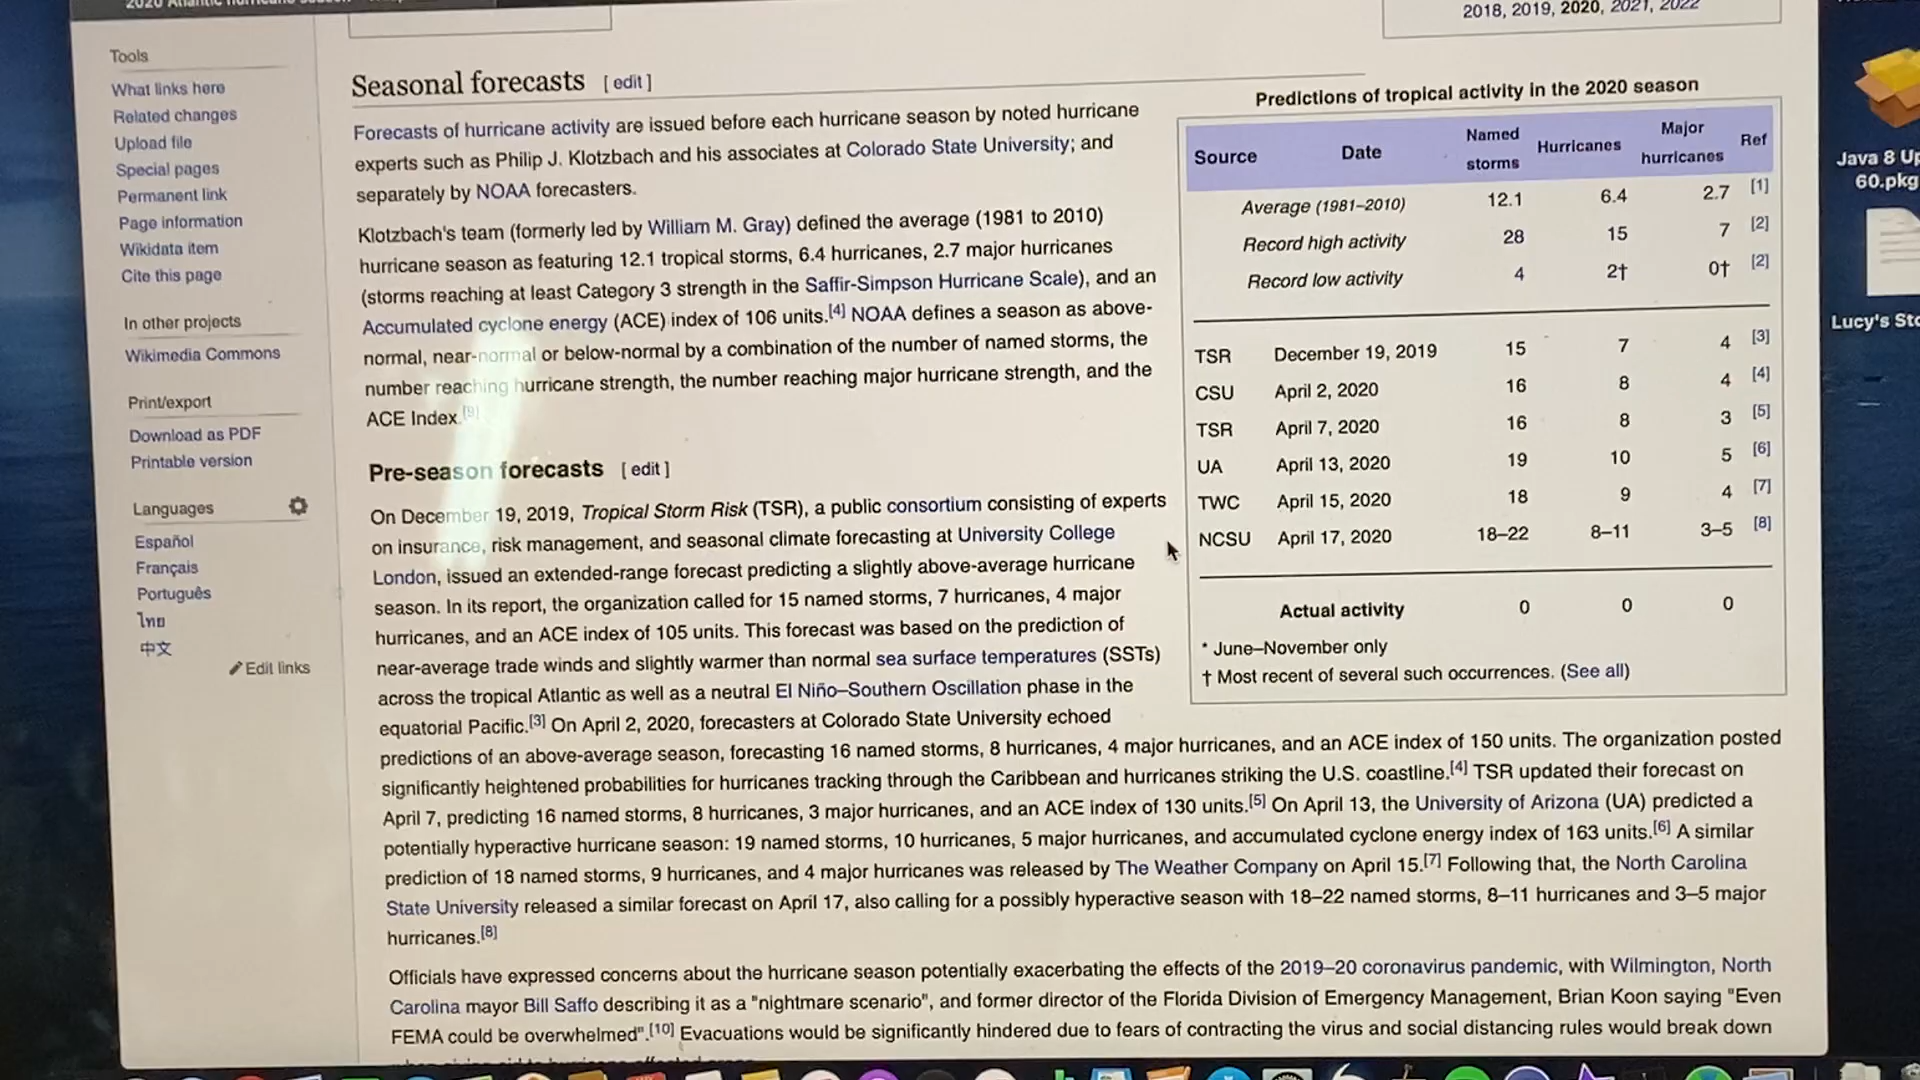 2018, 2019, 2020, 2021, 2022
Tools
What links here
Related changes
Upload file
Special pages
Permanent link
Page information
Wikidata item
Cite this page
In other projects
Wikimedia Commons
Print/export
Download as PDF
Printable version
Languages
Español
Français
Português
ไทย
中文
Edit links
Seasonal forecasts [ edit ]
Forecasts of hurricane activity are issued before each hurricane season by noted hurricane
experts such as Philip J. Klotzbach and his associates at Colorado State University; and
separately by NOAA forecasters.
Klotzbach's team (formerly led by William M. Gray) defined the average (1981 to 2010)
hurricane season as featuring 12.1 tropical storms, 6.4 hurricanes, 2.7 major hurricanes
(storms reaching at least Category 3 strength in the Saffir-Simpson Hurricane Scale), and an
Accumulated cyclone energy (ACE) index of 106 units.[4] NOAA defines a season as above-
normal, near-normal or below-normal by a combination of the number of named storms, the
number reaching hurricane strength, the number reaching major hurricane strength, and the
ACE Index.[9]
Pre-season forecasts [ edit ]
On December 19, 2019, Tropical Storm Risk (TSR), a public consortium consisting of experts
on insurance, risk management, and seasonal climate forecasting at University College
London, issued an extended-range forecast predicting a slightly above-average hurricane
season. In its report, the organization called for 15 named storms, 7 hurricanes, 4 major
hurricanes, and an ACE index of 105 units. This forecast was based on the prediction of
near-average trade winds and slightly warmer than normal sea surface temperatures (SSTs)
across the tropical Atlantic as well as a neutral El Niño–Southern Oscillation phase in the
equatorial Pacific.[3] On April 2, 2020, forecasters at Colorado State University echoed
predictions of an above-average season, forecasting 16 named storms, 8 hurricanes, 4 major hurricanes, and an ACE index of 150 units. The organization posted
significantly heightened probabilities for hurricanes tracking through the Caribbean and hurricanes striking the U.S. coastline.[4] TSR updated their forecast on
April 7, predicting 16 named storms, 8 hurricanes, 3 major hurricanes, and an ACE index of 130 units.[5] On April 13, the University of Arizona (UA) predicted a
potentially hyperactive hurricane season: 19 named storms, 10 hurricanes, 5 major hurricanes, and accumulated cyclone energy index of 163 units.[6] A similar
prediction of 18 named storms, 9 hurricanes, and 4 major hurricanes was released by The Weather Company on April 15.[7] Following that, the North Carolina
State University released a similar forecast on April 17, also calling for a possibly hyperactive season with 18–22 named storms, 8–11 hurricanes and 3–5 major
hurricanes.[8]
Officials have expressed concerns about the hurricane season potentially exacerbating the effects of the 2019–20 coronavirus pandemic, with Wilmington, North
Carolina mayor Bill Saffo describing it as a "nightmare scenario", and former director of the Florida Division of Emergency Management, Brian Koon saying "Even
FEMA could be overwhelmed".[10] Evacuations would be significantly hindered due to fears of contracting the virus and social distancing rules would break down
Predictions of tropical activity in the 2020 season
Source Date Named storms Hurricanes Major hurricanes Ref
Average (1981–2010) 12.1 6.4 2.7 [1]
Record high activity 28 15 7 [2]
Record low activity 4 2† 0† [2]
TSR December 19, 2019 15 7 4 [3]
CSU April 2, 2020 16 8 4 [4]
TSR April 7, 2020 16 8 3 [5]
UA April 13, 2020 19 10 5 [6]
TWC April 15, 2020 18 9 4 [7]
NCSU April 17, 2020 18–22 8–11 3–5 [8]
Actual activity 0 0 0
* June–November only
† Most recent of several such occurrences. (See all)
Java 8 Up
60.pkg
Lucy's Sto